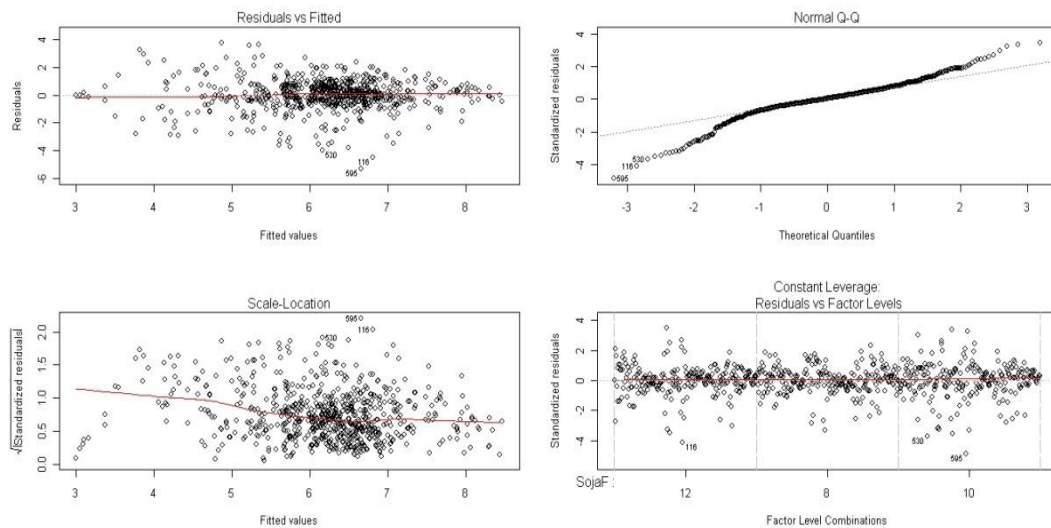 Residuals vs Fitted
Residuals
4
2
0
-2
-4
-6
530
116
595
3 4 5 6 7 8
Fitted values
Normal Q-Q
Standardized residuals
4
2
0
-2
-4
530
116
595
-3 -2 -1 0 1 2 3
Theoretical Quantiles
Scale-Location
√|Standardized residuals|
2.0
1.5
1.0
0.5
0.0
595
116
530
3 4 5 6 7 8
Fitted values
Constant Leverage:
Residuals vs Factor Levels
Standardized residuals
4
2
0
-2
-4
116
530
595
SojaF :
12 8 10
Factor Level Combinations